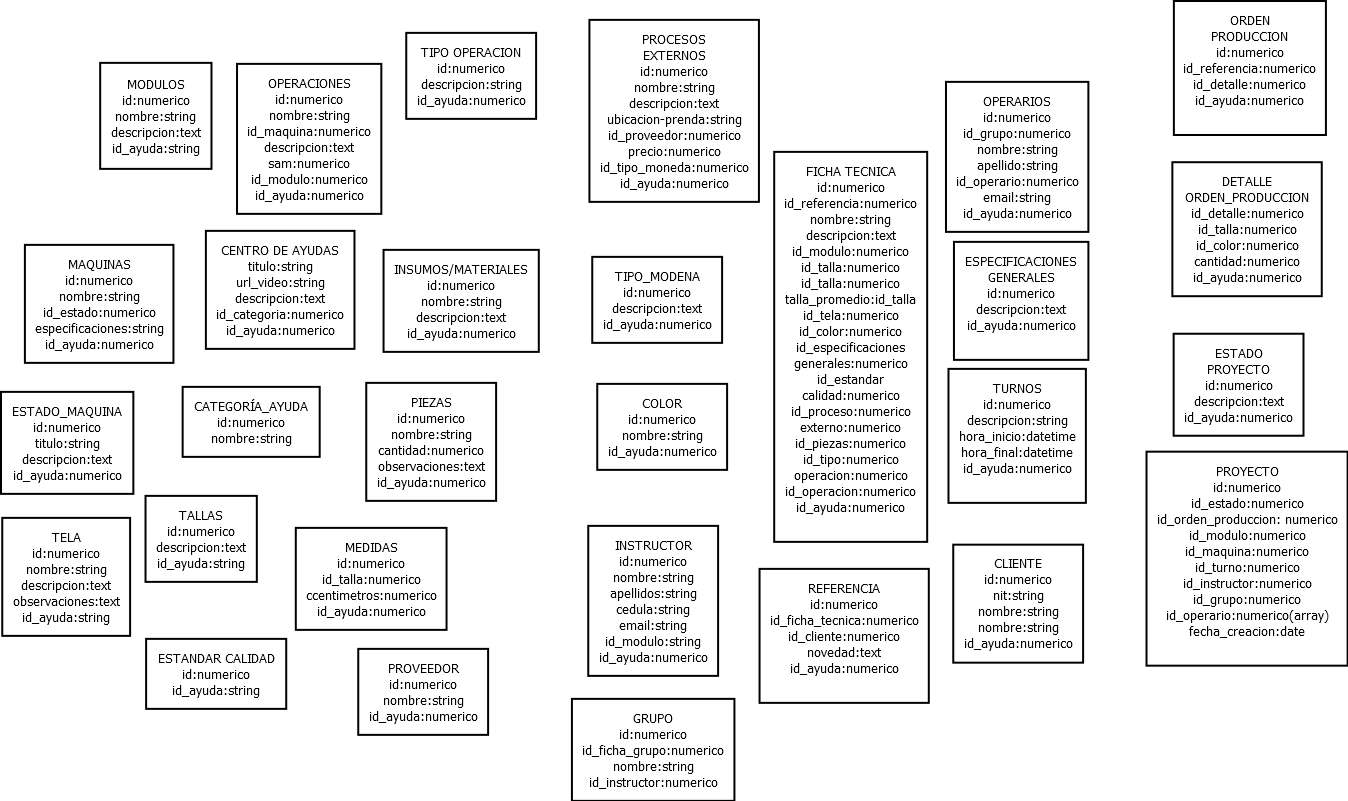 MODULOS
id:numerico
nombre:string
descripcion:text
id_ayuda:string
OPERACIONES
id:numerico
nombre:string
id_maquina:numerico
descripcion:text
sam:numerico
id_modulo:numerico
id_ayuda:numerico
TIPO OPERACION
id:numerico
descripcion:string
id_ayuda:numerico
PROCESOS
EXTERNOS
id:numerico
nombre:string
descripcion:text
ubicacion-prenda:string
id_proveedor:numerico
precio:numerico
id_tipo_moneda:numerico
id_ayuda:numerico
FICHA TECNICA
id:numerico
id_referencia:numerico
nombre:string
descripcion:text
id_modulo:numerico
id_talla:numerico
id_talla:numerico
talla_promedio:id_talla
id_tela:numerico
id_color:numerico
id_especificaciones
generales:numerico
id_estandar
calidad:numerico
id_proceso:numerico
externo:numerico
id_piezas:numerico
id_tipo:numerico
operacion:numerico
id_operacion:numerico
id_ayuda:numerico
OPERARIOS
id:numerico
id_grupo:numerico
nombre:string
apellido:string
id_operario:numerico
email:string
id_ayuda:numerico
ORDEN
PRODUCCION
id:numerico
id_referencia:numerico
id_detalle:numerico
id_ayuda:numerico
DETALLE
ORDEN_PRODUCCION
id_detalle:numerico
id_talla:numerico
id_color:numerico
cantidad:numerico
id_ayuda:numerico
MAQUINAS
id:numerico
nombre:string
id_estado:numerico
especificaciones:string
id_ayuda:numerico
CENTRO DE AYUDAS
titulo:string
url_video:string
descripcion:text
id_categoria:numerico
id_ayuda:numerico
INSUMOS/MATERIALES
id:numerico
nombre:string
descripcion:text
id_ayuda:numerico
TIPO_MODENA
id:numerico
descripcion:text
id_ayuda:numerico
ESPECIFICACIONES
GENERALES
id:numerico
descripcion:text
id_ayuda:numerico
ESTADO
PROYECTO
id:numerico
descripcion:text
id_ayuda:numerico
ESTADO_MAQUINA
id:numerico
titulo:string
descripcion:text
id_ayuda:numerico
CATEGORÍA_AYUDA
id:numerico
nombre:string
PIEZAS
id:numerico
nombre:string
cantidad:numerico
observaciones:text
id_ayuda:numerico
COLOR
id:numerico
nombre:string
id_ayuda:numerico
TURNOS
id:numerico
descripcion:string
hora_inicio:datetime
hora_final:datetime
id_ayuda:numerico
PROYECTO
id:numerico
id_estado:numerico
id_orden_produccion: numerico
id_modulo:numerico
id_maquina:numerico
id_turno:numerico
id_instructor:numerico
id_grupo:numerico
id_operario:numerico(array)
fecha_creacion:date
TELA
id:numerico
nombre:string
descripcion:text
observaciones:text
id_ayuda:string
TALLAS
id:numerico
descripcion:text
id_ayuda:string
MEDIDAS
id:numerico
id_talla:numerico
ccentimetros:numerico
id_ayuda:numerico
INSTRUCTOR
id:numerico
nombre:string
apellidos:string
cedula:string
email:string
id_modulo:string
id_ayuda:numerico
REFERENCIA
id:numerico
id_ficha_tecnica:numerico
id_cliente:numerico
novedad:text
id_ayuda:numerico
CLIENTE
id:numerico
nit:string
nombre:string
nombre:string
id_ayuda:numerico
ESTANDAR CALIDAD
id:numerico
id_ayuda:string
PROVEEDOR
id:numerico
nombre:string
id_ayuda:numerico
GRUPO
id:numerico
id_ficha_grupo:numerico
nombre:string
id_instructor:numerico